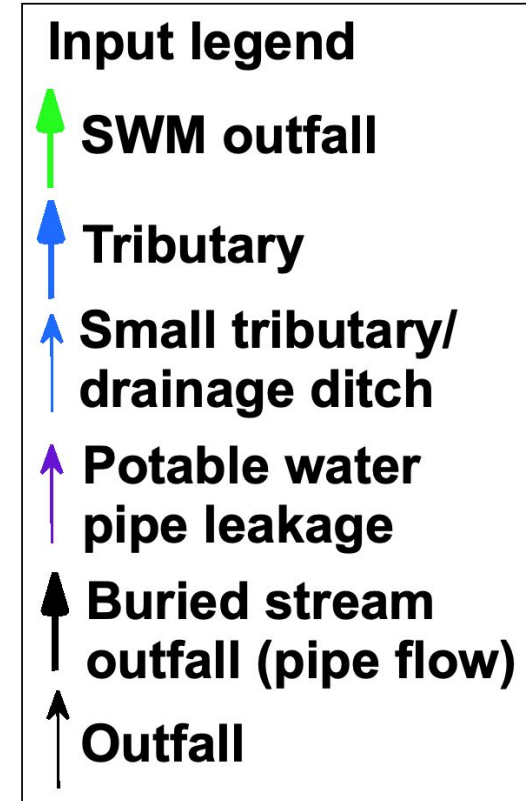 Input legend
SWM outfall
Tributary
Small tributary/
drainage ditch
Potable water
pipe leakage
Buried stream
outfall (pipe flow)
Outfall